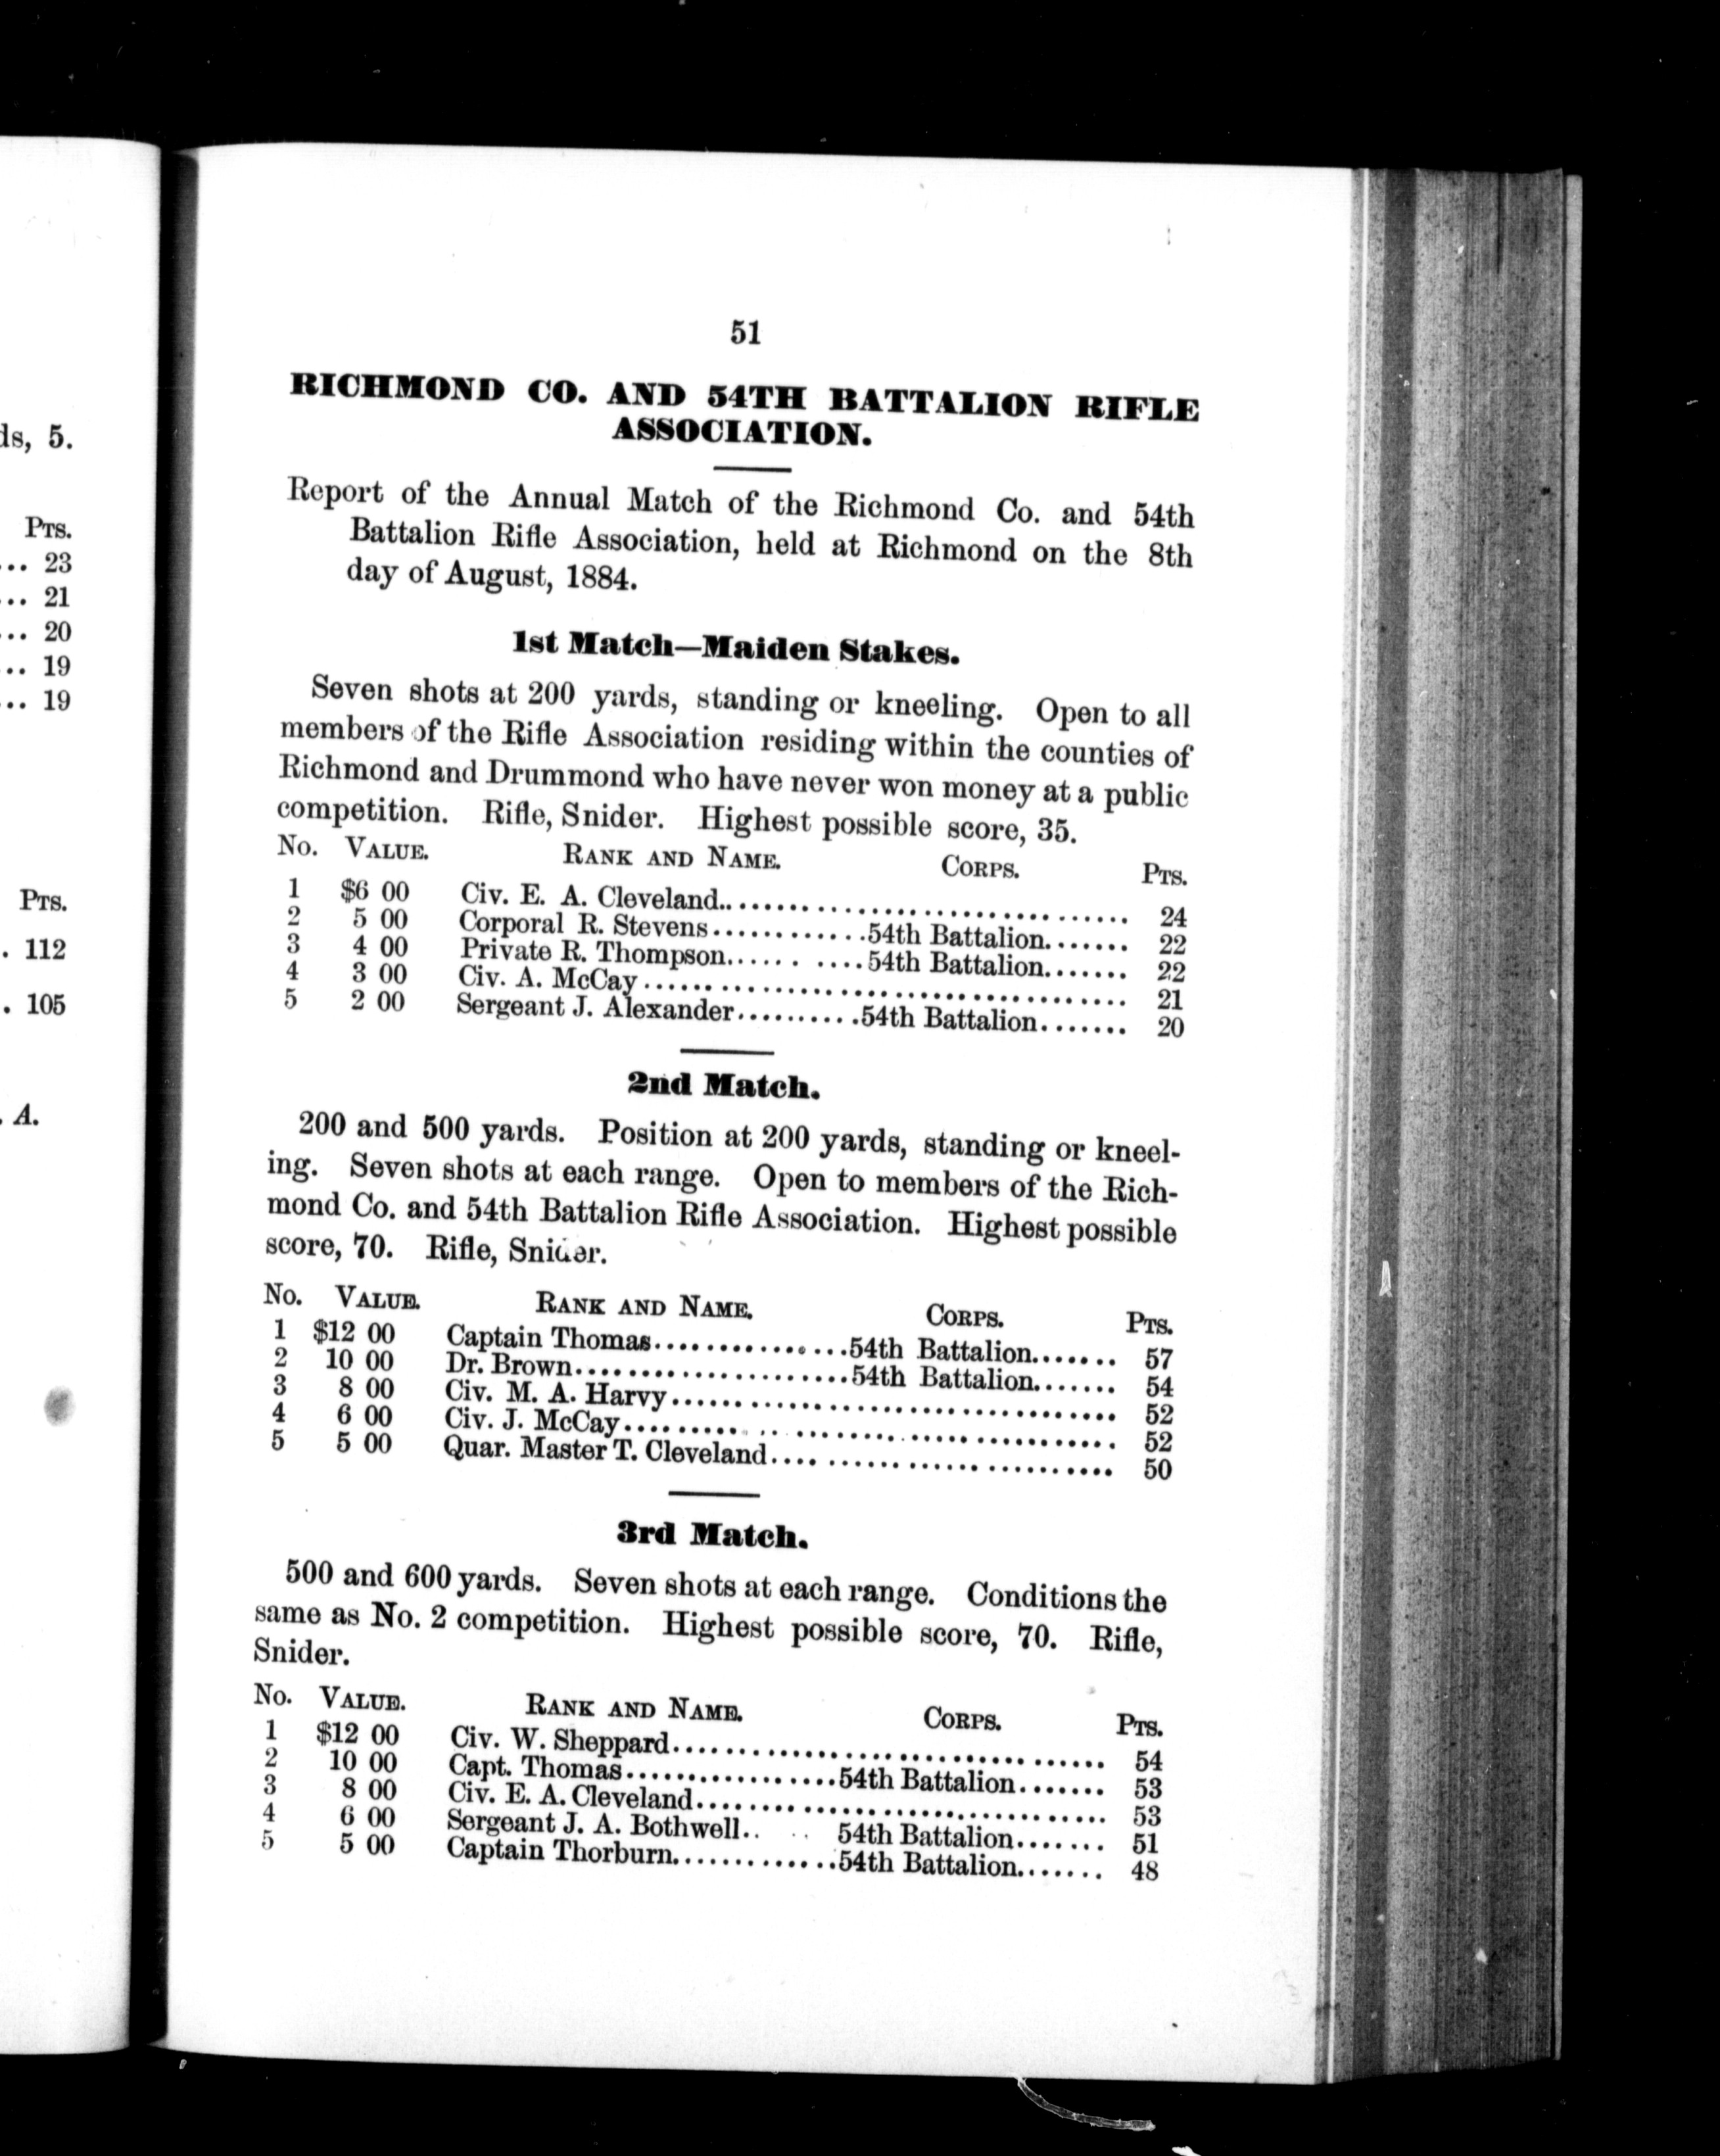 ds, 5.
Pts.
... 23
... 21
... 20
... 19
... 19
Pts.
. 112
. 105
. A.
51
RICHMOND CO. AND 54TH BATTALION RIFLE
ASSOCIATION.
Report of the Annual Match of the Richmond Co. and 54th
Battalion Rifle Association, held at Richmond on the 8th
day of August, 1884.
1st Match—Maiden Stakes.
Seven shots at 200 yards, standing or kneeling. Open to all
members of the Rifle Association residing within the counties of
Richmond and Drummond who have never won money at a public
competition. Rifle, Snider. Highest possible score, 35.
No. Value. Rank and Name. Corps. Pts.
1 $6 00 Civ. E. A. Cleveland........ 24
2 5 00 Corporal R. Stevens............54th Battalion....... 22
3 4 00 Private R. Thompson...... ....54th Battalion....... 22
4 3 00 Civ. A. McCay........ 21
5 2 00 Sergeant J. Alexander..........54th Battalion....... 20
2nd Match.
200 and 500 yards. Position at 200 yards, standing or kneel-
ing. Seven shots at each range. Open to members of the Rich-
mond Co. and 54th Battalion Rifle Association. Highest possible
score, 70. Rifle, Snider.
No. Value. Rank and Name. Corps. Pts.
1 $12 00 Captain Thomas...............54th Battalion....... 57
2 10 00 Dr. Brown.....................54th Battalion....... 54
3 8 00 Civ. M. A. Harvy........ 52
4 6 00 Civ. J. McCay........ 52
5 5 00 Quar. Master T. Cleveland........ 50
3rd Match.
500 and 600 yards. Seven shots at each range. Conditions the
same as No. 2 competition. Highest possible score, 70. Rifle,
Snider.
No. Value. Rank and Name. Corps. Pts.
1 $12 00 Civ. W. Sheppard........ 54
2 10 00 Capt. Thomas................54th Battalion....... 53
3 8 00 Civ. E. A. Cleveland........ 53
4 6 00 Sergeant J. A. Bothwell.. .. 54th Battalion....... 51
5 5 00 Captain Thorburn............54th Battalion....... 48